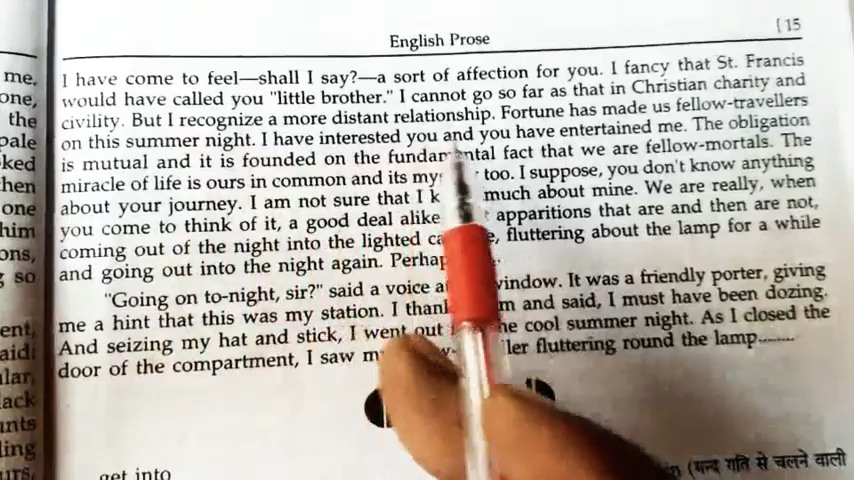 English Prose
[ 15
me,
one,
the
pale
ked
hen
one
him
ons,
g so
ent,
aid:
ular,
lack
unts
ling
urs,
I have come to feel—shall I say?—a sort of affection for you. I fancy that St. Francis
would have called you "little brother." I cannot go so far as that in Christian charity and
civility. But I recognize a more distant relationship. Fortune has made us fellow-travellers
on this summer night. I have interested you and you have entertained me. The obligation
is mutual and it is founded on the fundamental fact that we are fellow-mortals. The
miracle of life is ours in common and its my too. I suppose, you don't know anything
about your journey. I am not sure that I k much about mine. We are really, when
you come to think of it, a good deal alike apparitions that are and then are not,
coming out of the night into the lighted ca e, fluttering about the lamp for a while
and going out into the night again. Perhap
"Going on to-night, sir?" said a voice a window. It was a friendly porter, giving
me a hint that this was my station. I thank m and said, I must have been dozing.
And seizing my hat and stick, I went out the cool summer night. As I closed the
door of the compartment, I saw m w- ller fluttering round the lamp.......
get into
(मन्द गति से चलने वाली